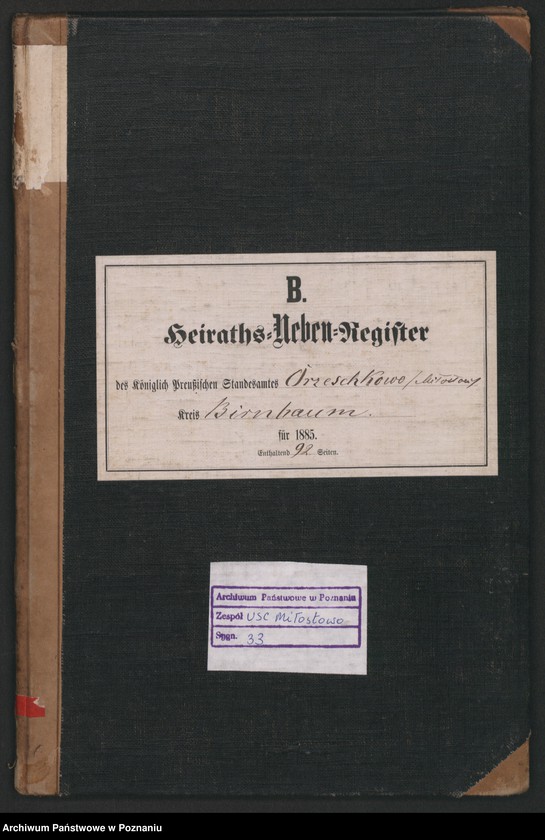 B.
Heiraths-Neben-Register
des Königlich Preußischen Standesamtes Orzeschkowo
Kreis Birnbaum.
für 1885.
Enthaltend 92 Seiten.
Archiwum Państwowe w Poznaniu
Zespół USC Miłostowo
Sygn. 33
Archiwum Państwowe w Poznaniu